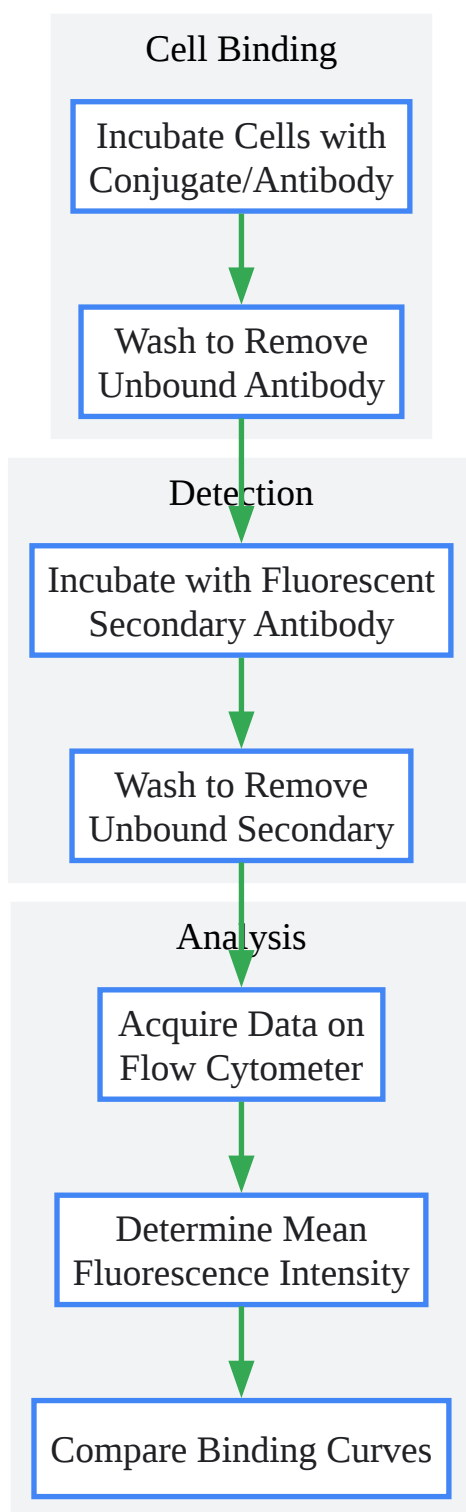 Cell Binding
Incubate Cells with
Conjugate/Antibody
Wash to Remove
Unbound Antibody
Detection
Incubate with Fluorescent
Secondary Antibody
Wash to Remove
Unbound Secondary
Analysis
Acquire Data on
Flow Cytometer
Determine Mean
Fluorescence Intensity
Compare Binding Curves